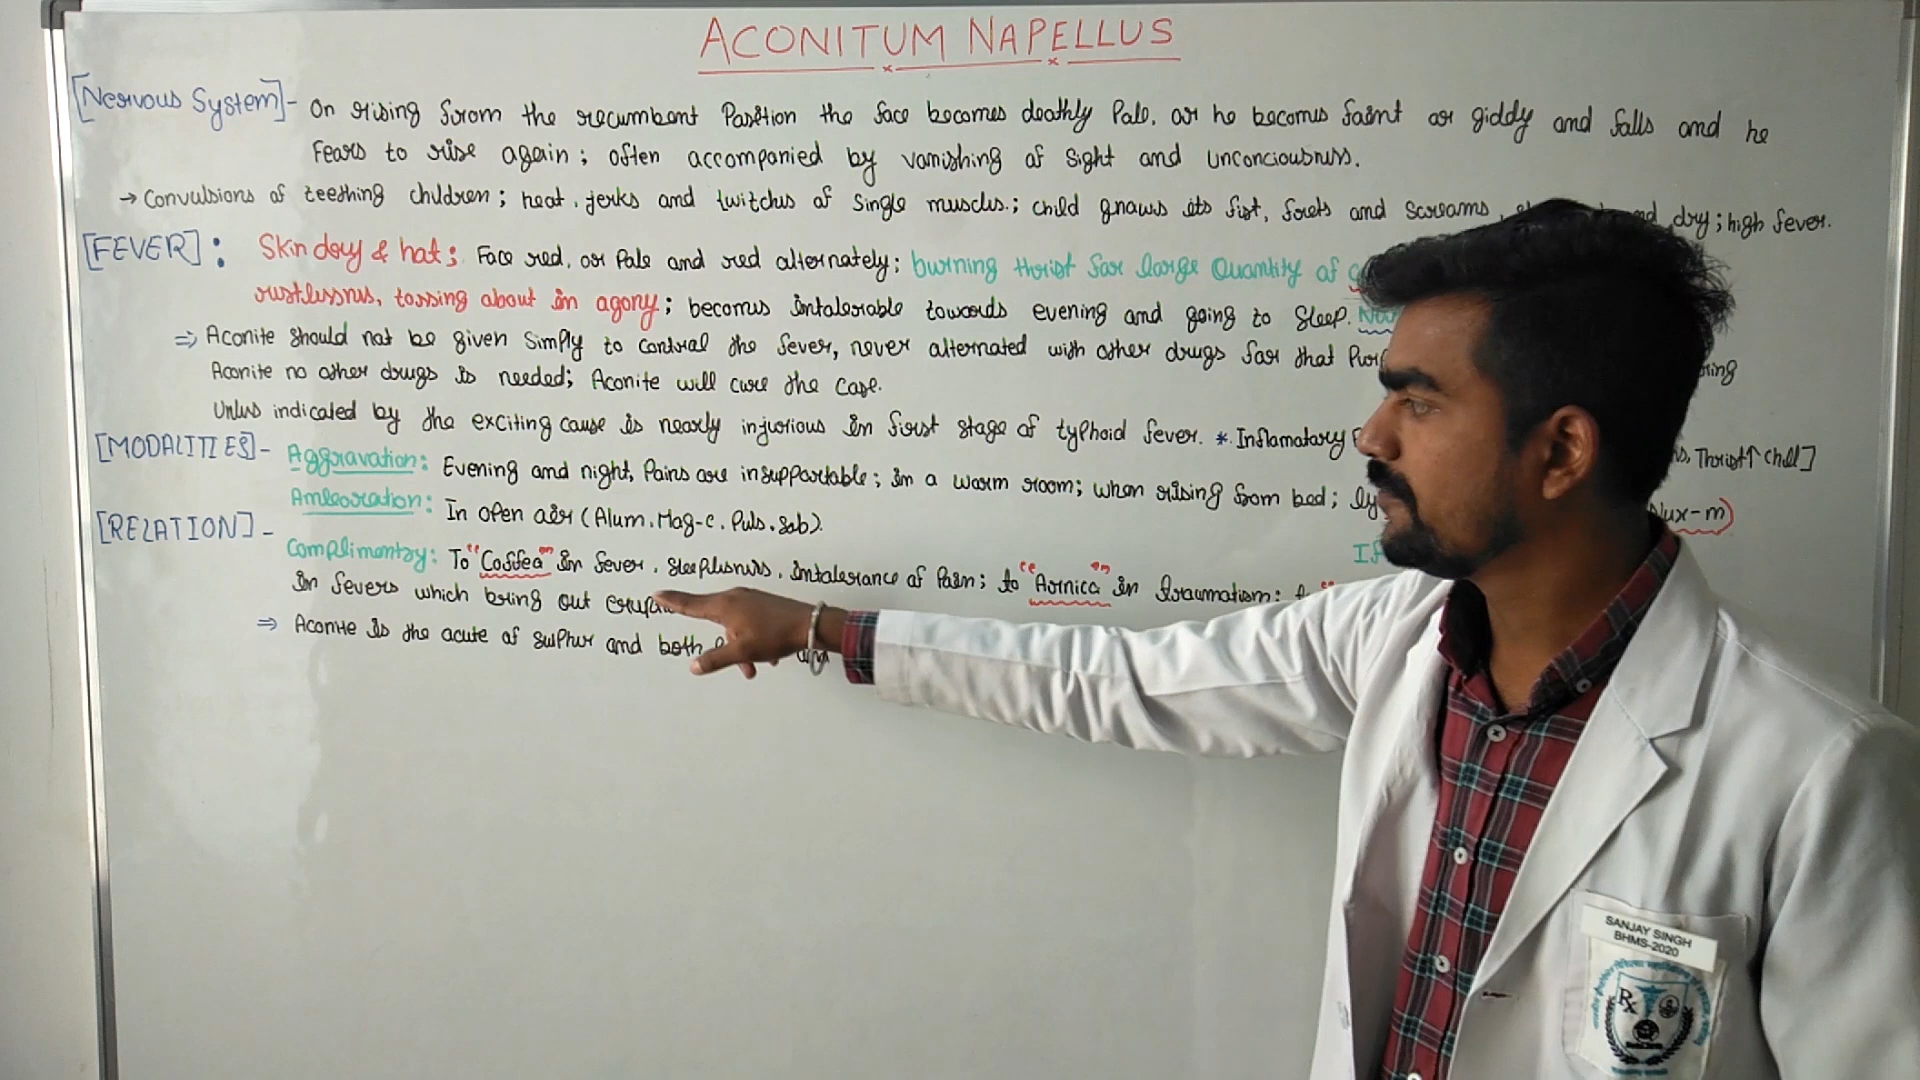 ACONITUM NAPELLUS
[Nervous System]- On rising from the recumbent Position the face becomes deathly Pale, or he becomes faint or giddy and falls and he
Fears to rise again; often accompanied by vanishing of sight and unconciousness.
→ Convulsions of teething children; heat, jerks and twitches of single muscles.; child gnaws its fist, frets and screams, dry; high fever.
[FEVER]: Skin dry & hot; Face red, or Pale and red alternately; burning thrist for large Quantity of
restlessness, tossing about in agony; becomes intalerable towards evening and going to sleep.
⇒ Aconite should not be given simply to control the fever, never alternated with other drugs for that
Aconite no other drugs is needed; Aconite will cure the case.
Unless indicated by the exciting cause is nearly injurious in first stage of typhoid fever. * Inflamatory Thrist↑ chill]
[MODALITIES]- Aggravation: Evening and night, Pains are insupportable; in a warm room; when rising from bed; Nux-m)
Ameoration: In open air (Alum. Mag-c. Puls. Sab).
[RELATION]- Complimentry: To "Coffea" in fever, sleeplessness, intalerance of Pain; to "Arnica" in traumatism;
in fevers which bring out
⇒ Aconite is the acute of sulphur and both
SANJAY SINGH
BHMS-2020
Rx